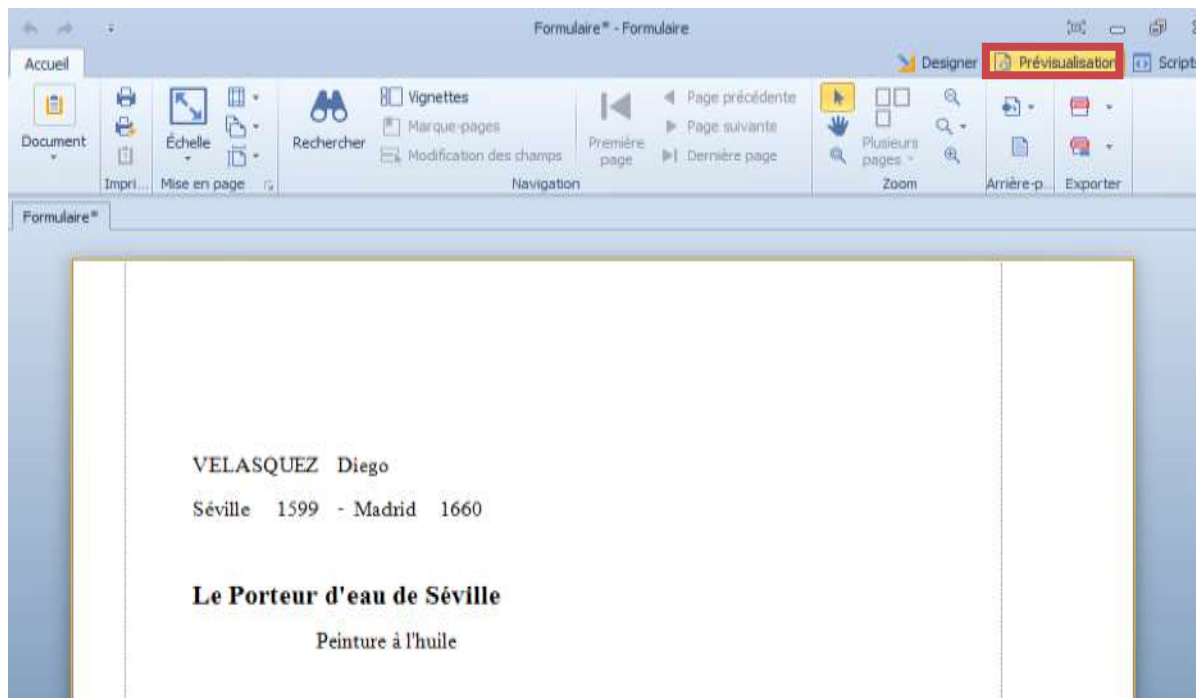 Formulaire* - Formulaire
Accueil
Designer
Prévisualisation
Scripts
Document
Échelle
Rechercher
Vignettes
Marque-pages
Modification des champs
Première
page
Page précédente
Page suivante
Dernière page
Plusieurs
pages
Impri...
Mise en page
Navigation
Zoom
Arrière-p...
Exporter
Formulaire*
VELASQUEZ Diego
Séville 1599 - Madrid 1660
Le Porteur d'eau de Séville
Peinture à l'huile